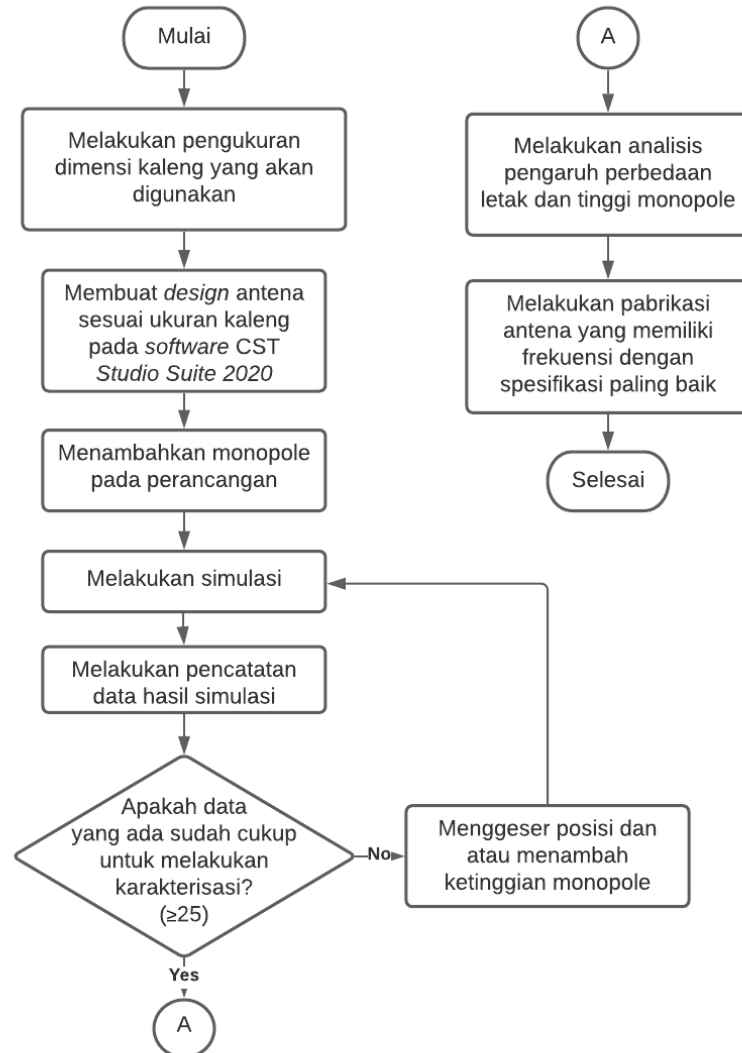 Mulai
Melakukan pengukuran
dimensi kaleng yang akan
digunakan
Membuat design antena
sesuai ukuran kaleng
pada software CST
Studio Suite 2020
Menambahkan monopole
pada perancangan
Melakukan simulasi
Melakukan pencatatan
data hasil simulasi
Apakah data
yang ada sudah cukup
untuk melakukan
karakterisasi?
(≥25)
No
Menggeser posisi dan
atau menambah
ketinggian monopole
Yes
A
A
Melakukan analisis
pengaruh perbedaan
letak dan tinggi monopole
Melakukan pabrikasi
antena yang memiliki
frekuensi dengan
spesifikasi paling baik
Selesai